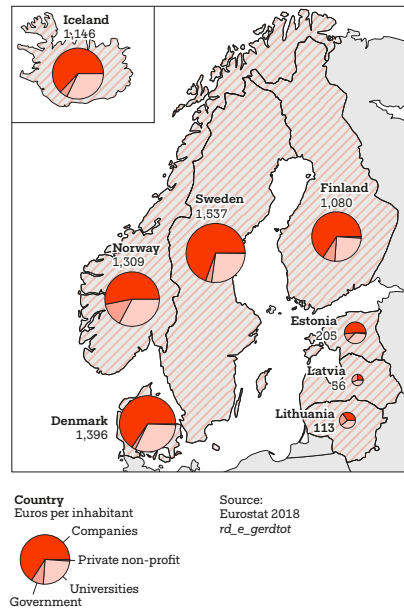 Iceland
1,146
Sweden
1,537
Finland
1,080
Norway
1,309
Estonia
205
Latvia
56
Lithuania
113
Denmark
1,396
Country
Euros per inhabitant
Companies
Private non-profit
Universities
Government
Source:
Eurostat 2018
rd_e_gerdtot